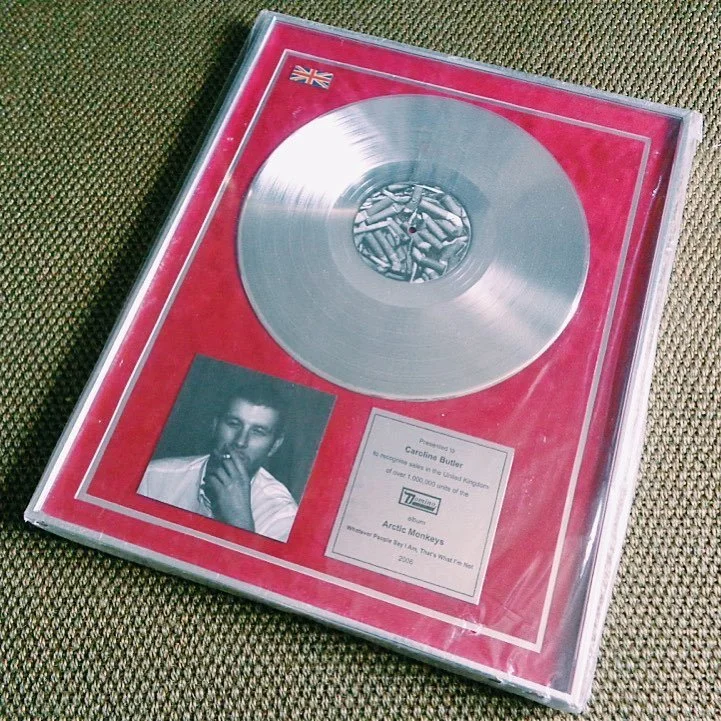 Presented to
Caroline Butler
to recognise sales in the United Kingdom
of over 1,000,000 units of the
Domino
album
Arctic Monkeys
Whatever People Say I Am, That's What I'm Not
2006